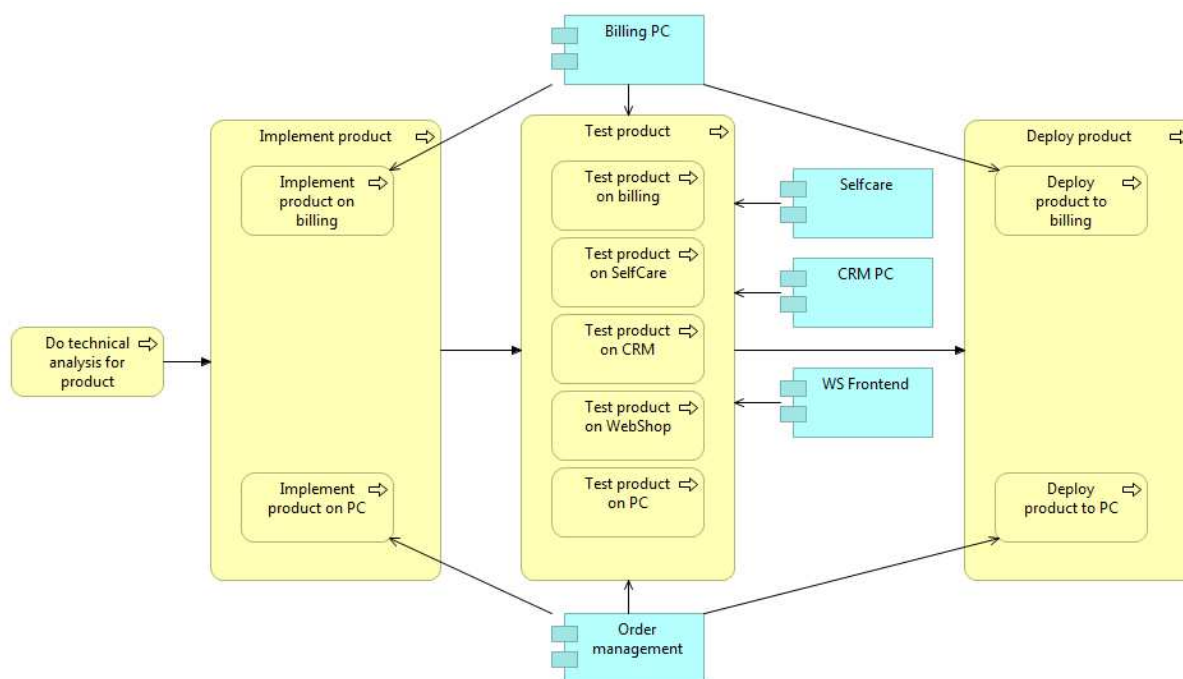 Billing PC
Implement product
Test product
Deploy product
Implement
product on
billing
Test product
on billing
Selfcare
Deploy
product to
billing
Test product
on SelfCare
CRM PC
Do technical
analysis for
product
Test product
on CRM
WS Frontend
Test product
on WebShop
Implement
product on PC
Test product
on PC
Deploy
product to PC
Order
management